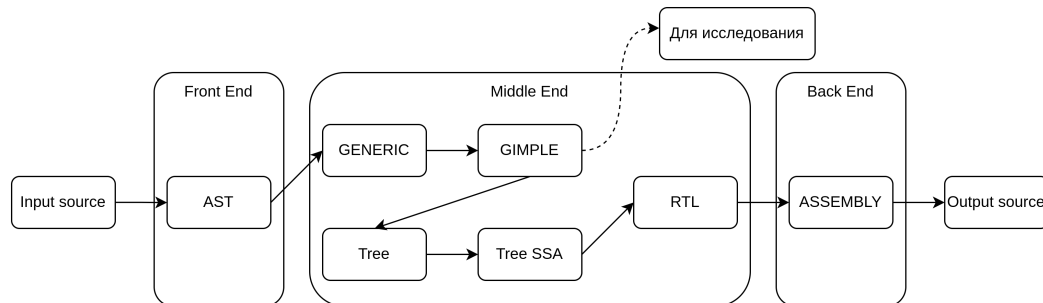 Для исследования
Front End
Middle End
Back End
GENERIC
GIMPLE
Input source
AST
RTL
ASSEMBLY
Output source
Tree
Tree SSA